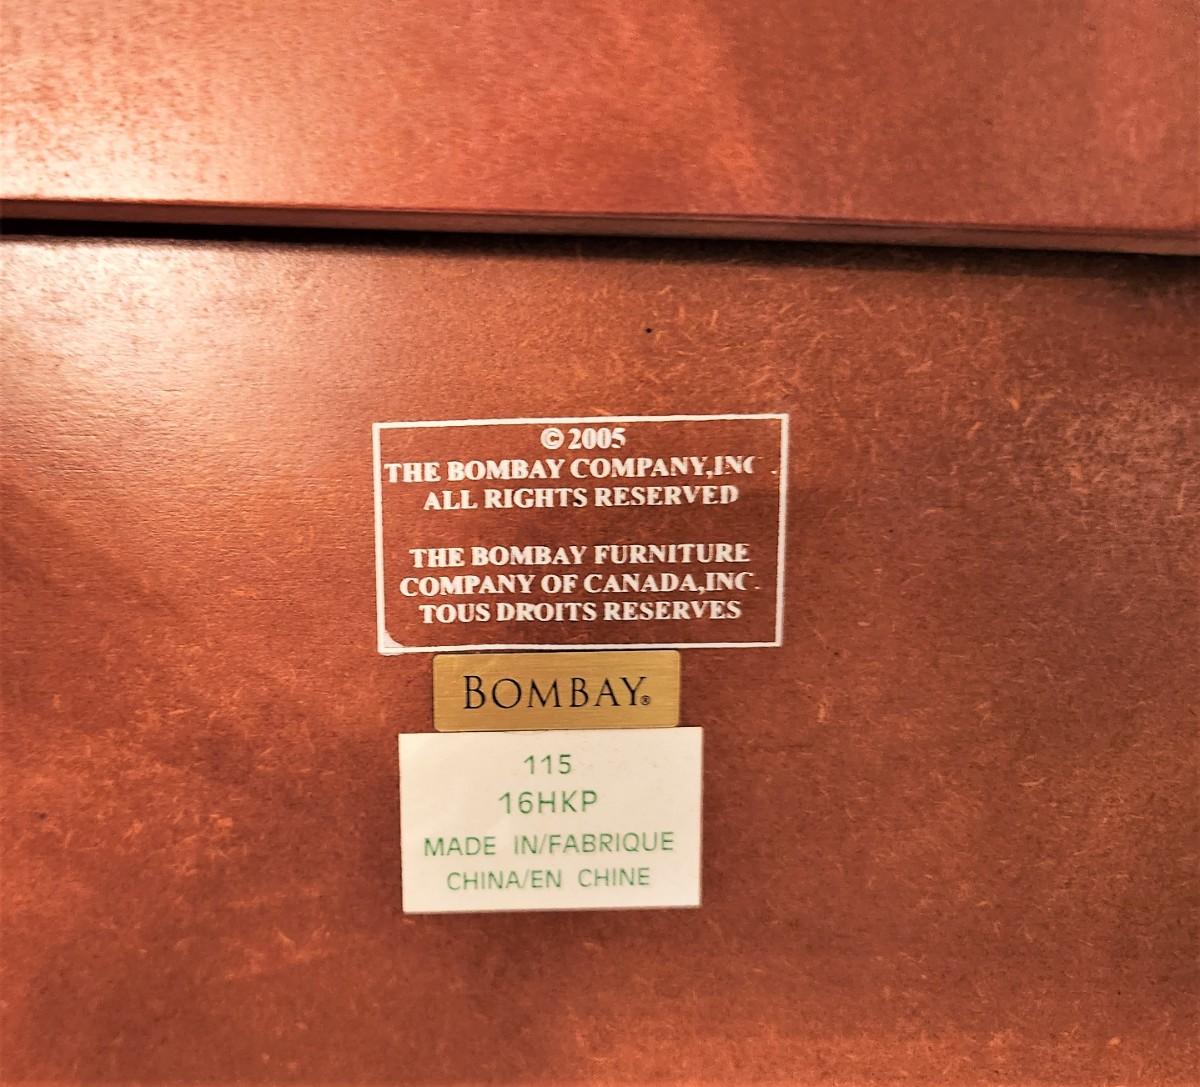 © 2005
THE BOMBAY COMPANY,INC.
ALL RIGHTS RESERVED
THE BOMBAY FURNITURE
COMPANY OF CANADA,INC.
TOUS DROITS RESERVES
BOMBAY®
115
16HKP
MADE IN/FABRIQUE
CHINA/EN CHINE